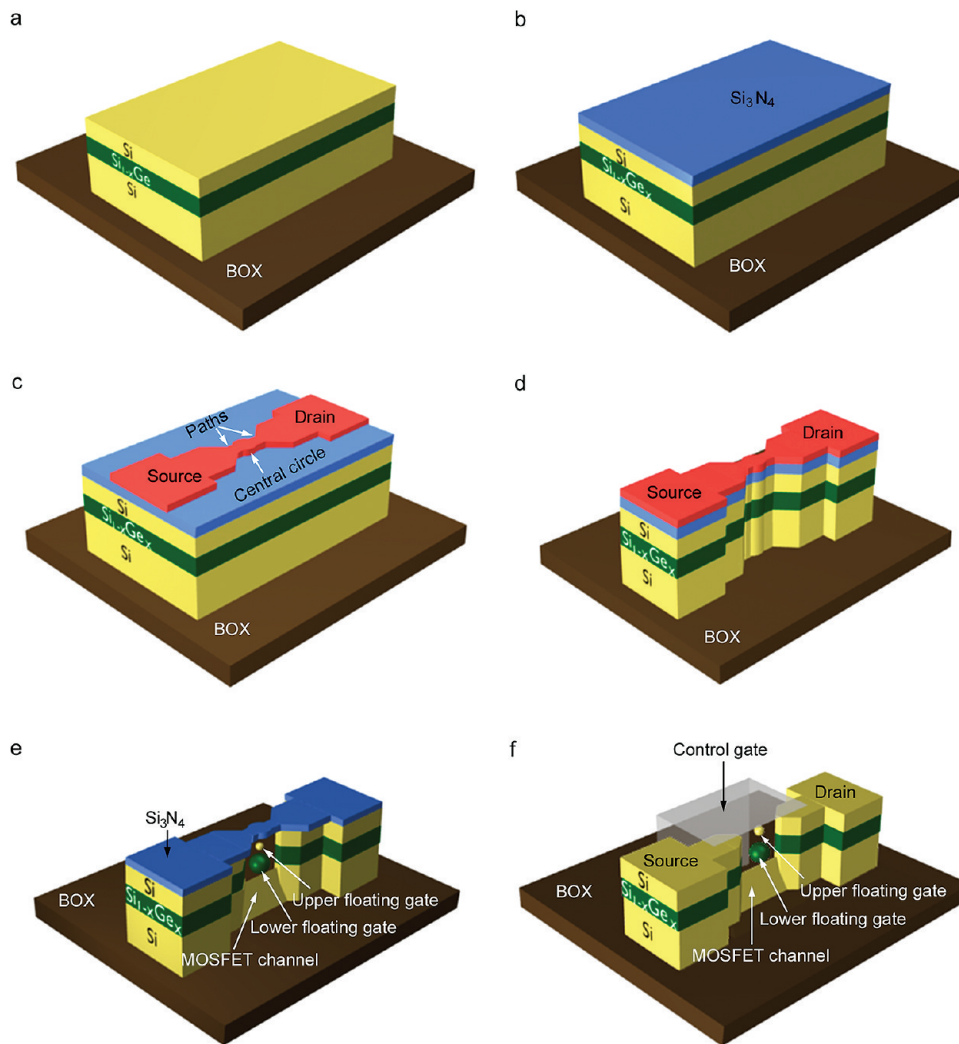 a
Si
Si₁₋ₓGe
Si
BOX
b
Si₃N₄
Si
Si₁₋ₓGeₓ
Si
BOX
c
Paths
Drain
Source
Central circle
Si
Si₁₋ₓGeₓ
Si
BOX
d
Drain
Source
Si
Si₁₋ₓGeₓ
Si
BOX
e
Si₃N₄
Si
Si₁₋ₓGeₓ
Si
BOX
Upper floating gate
Lower floating gate
MOSFET channel
f
Control gate
Drain
Source
Si
Si₁₋ₓGeₓ
Si
BOX
Upper floating gate
Lower floating gate
MOSFET channel